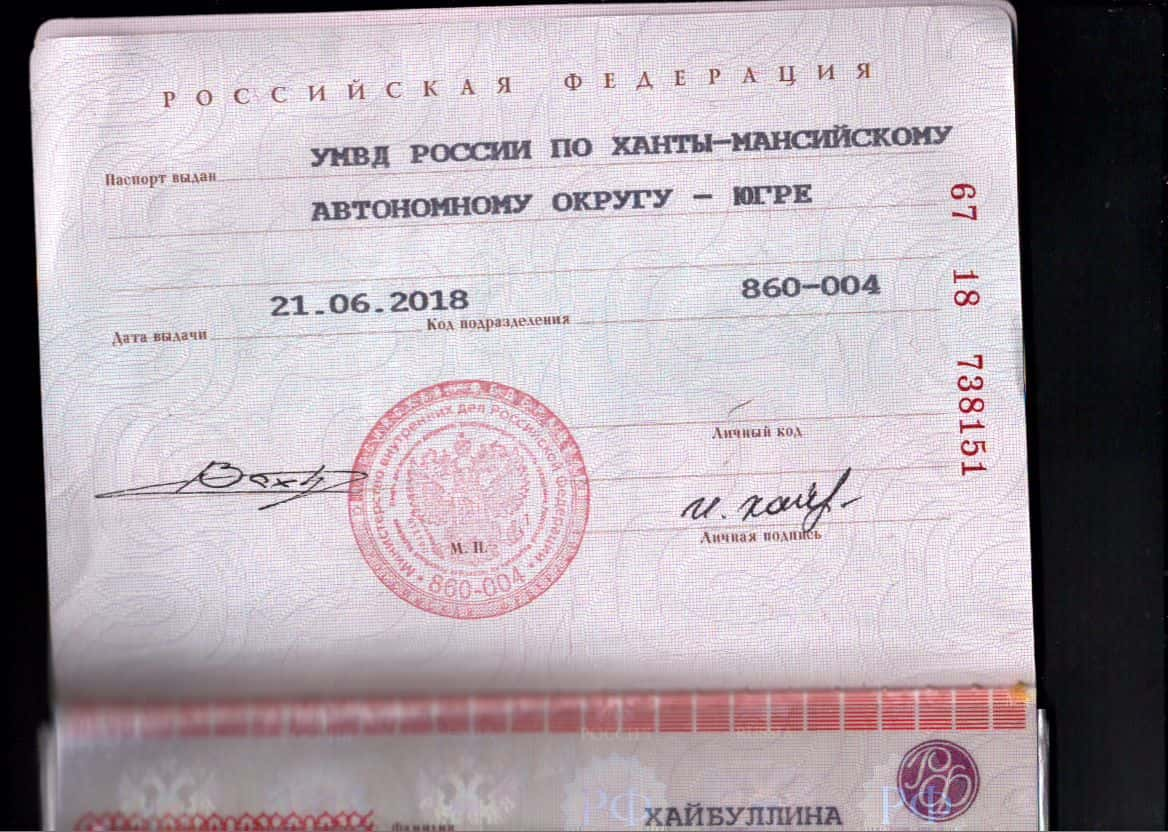 РОССИЙСКАЯ ФЕДЕРАЦИЯ
Паспорт выдан УМВД РОССИИ ПО ХАНТЫ-МАНСИЙСКОМУ
АВТОНОМНОМУ ОКРУГУ - ЮГРЕ
Дата выдачи 21.06.2018 Код подразделения 860-004
67 18 738151
Личный код
И. Хайб
Личная подпись
Министерство внутренних дел Российской Федерации
М. П.
860-004
Фамилия ХАЙБУЛЛИНА
РФ
РФ